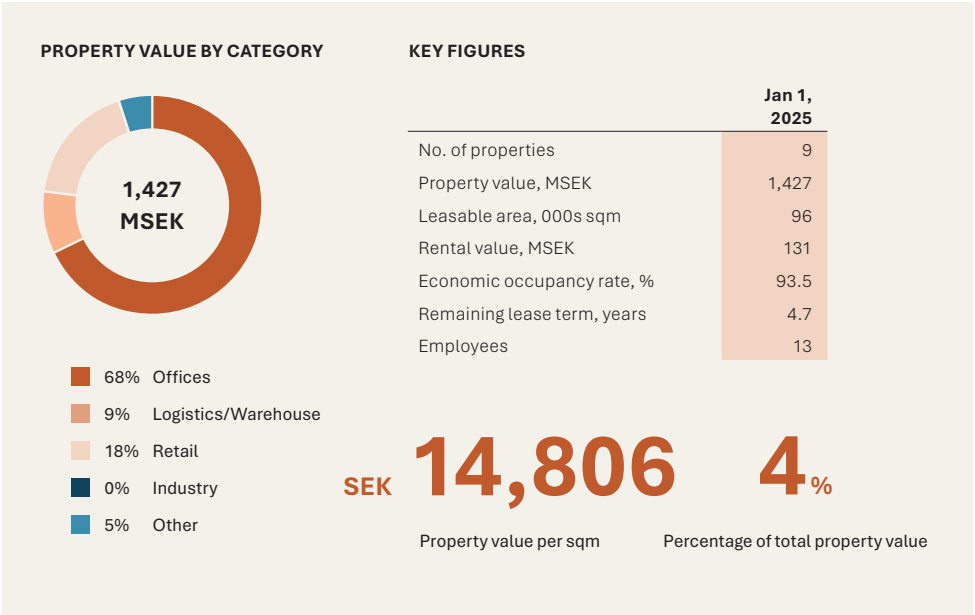 PROPERTY VALUE BY CATEGORY
1,427
MSEK
68% Offices
9% Logistics/Warehouse
18% Retail
0% Industry
5% Other
KEY FIGURES
Jan 1,
2025
No. of properties 9
Property value, MSEK 1,427
Leasable area, 000s sqm 96
Rental value, MSEK 131
Economic occupancy rate, % 93.5
Remaining lease term, years 4.7
Employees 13
SEK 14,806
Property value per sqm
4%
Percentage of total property value